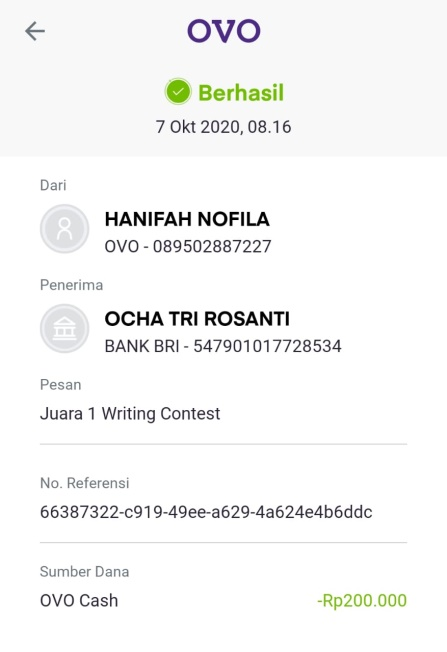 OVO
Berhasil
7 Okt 2020, 08.16
Dari
HANIFAH NOFILA
OVO - 089502887227
Penerima
OCHA TRI ROSANTI
BANK BRI - 547901017728534
Pesan
Juara 1 Writing Contest
No. Referensi
66387322-c919-49ee-a629-4a624e4b6ddc
Sumber Dana
OVO Cash -Rp200.000